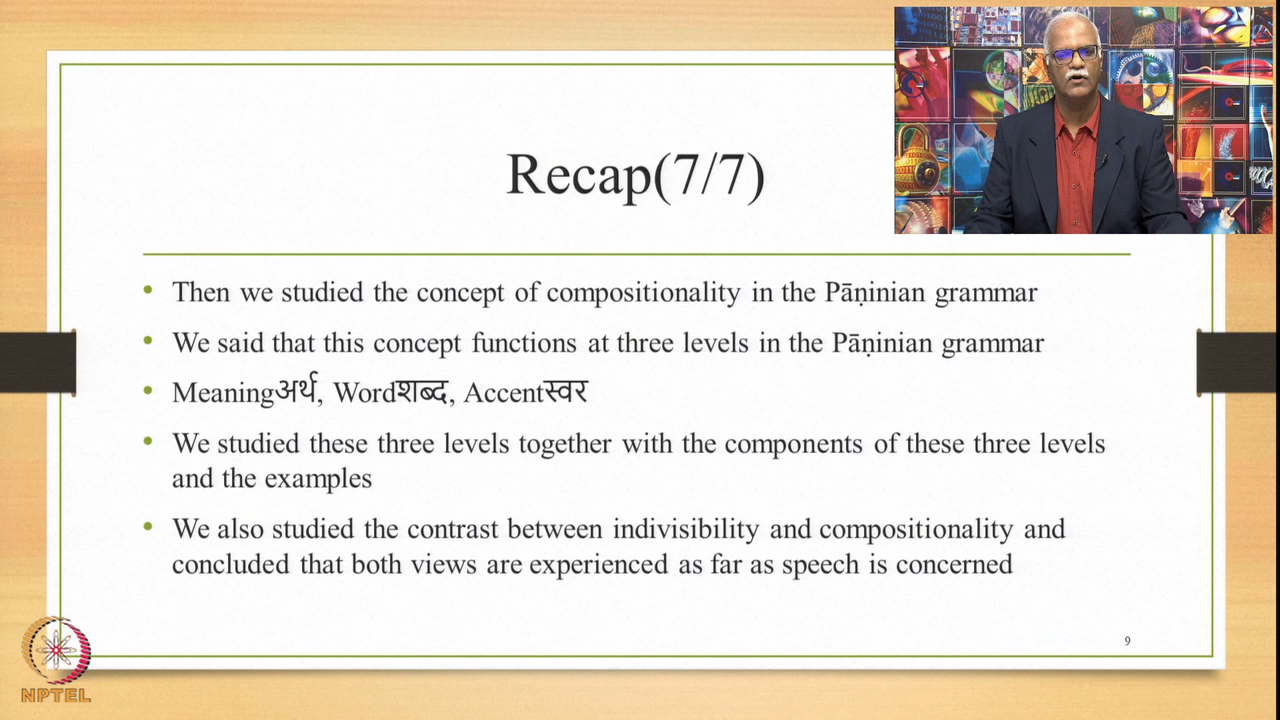 Recap(7/7)
Then we studied the concept of compositionality in the Pāṇinian grammar
We said that this concept functions at three levels in the Pāṇinian grammar
Meaningअर्थ, Wordशब्द, Accentस्वर
We studied these three levels together with the components of these three levels
and the examples
We also studied the contrast between indivisibility and compositionality and
concluded that both views are experienced as far as speech is concerned
9
NPTEL